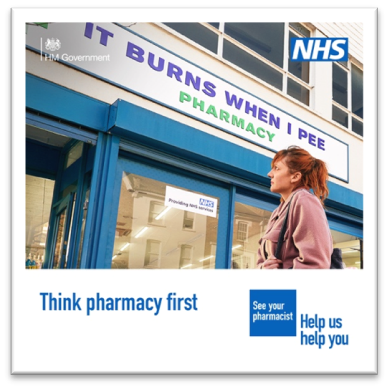 HM Government
NHS
IT BURNS WHEN I PEE
PHARMACY
NHS
Providing NHS services
Think pharmacy first
See your
pharmacist
Help us
help you